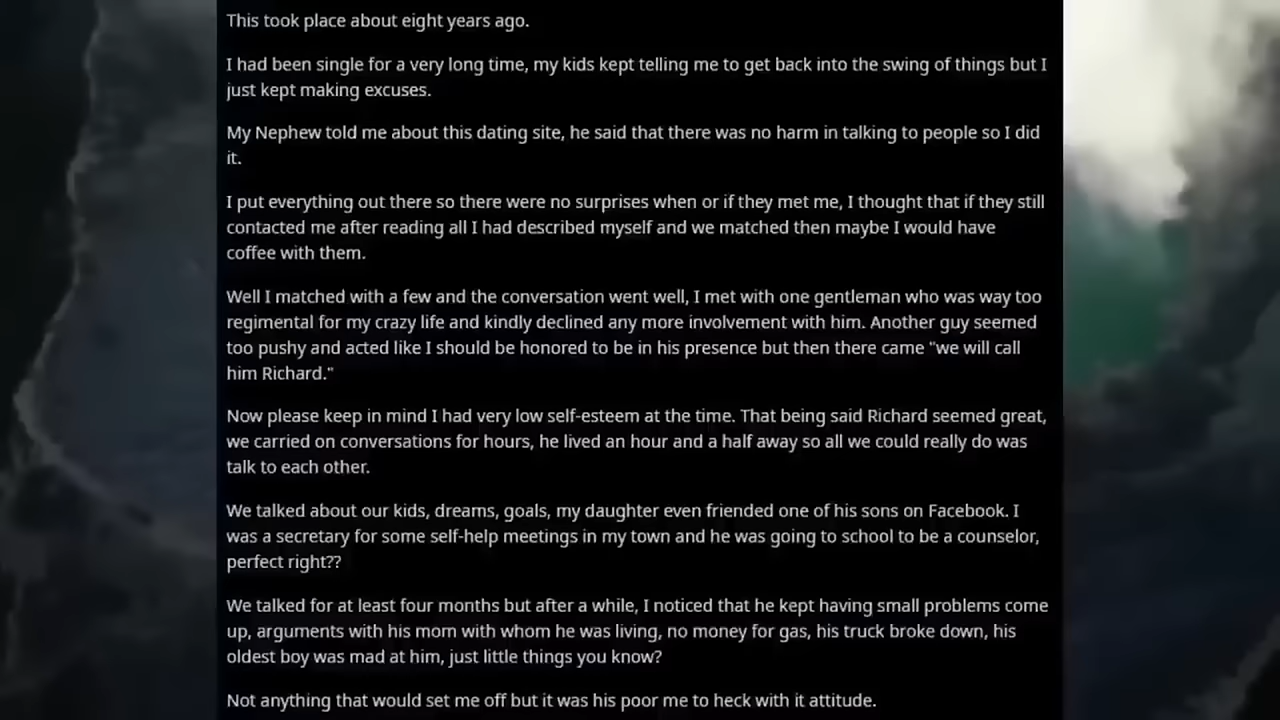 This took place about eight years ago.
I had been single for a very long time, my kids kept telling me to get back into the swing of things but I
just kept making excuses.
My Nephew told me about this dating site, he said that there was no harm in talking to people so I did
it.
I put everything out there so there were no surprises when or if they met me, I thought that if they still
contacted me after reading all I had described myself and we matched then maybe I would have
coffee with them.
Well I matched with a few and the conversation went well, I met with one gentleman who was way too
regimental for my crazy life and kindly declined any more involvement with him. Another guy seemed
too pushy and acted like I should be honored to be in his presence but then there came "we will call
him Richard."
Now please keep in mind I had very low self-esteem at the time. That being said Richard seemed great,
we carried on conversations for hours, he lived an hour and a half away so all we could really do was
talk to each other.
We talked about our kids, dreams, goals, my daughter even friended one of his sons on Facebook. I
was a secretary for some self-help meetings in my town and he was going to school to be a counselor,
perfect right??
We talked for at least four months but after a while, I noticed that he kept having small problems come
up, arguments with his mom with whom he was living, no money for gas, his truck broke down, his
oldest boy was mad at him, just little things you know?
Not anything that would set me off but it was his poor me to heck with it attitude.